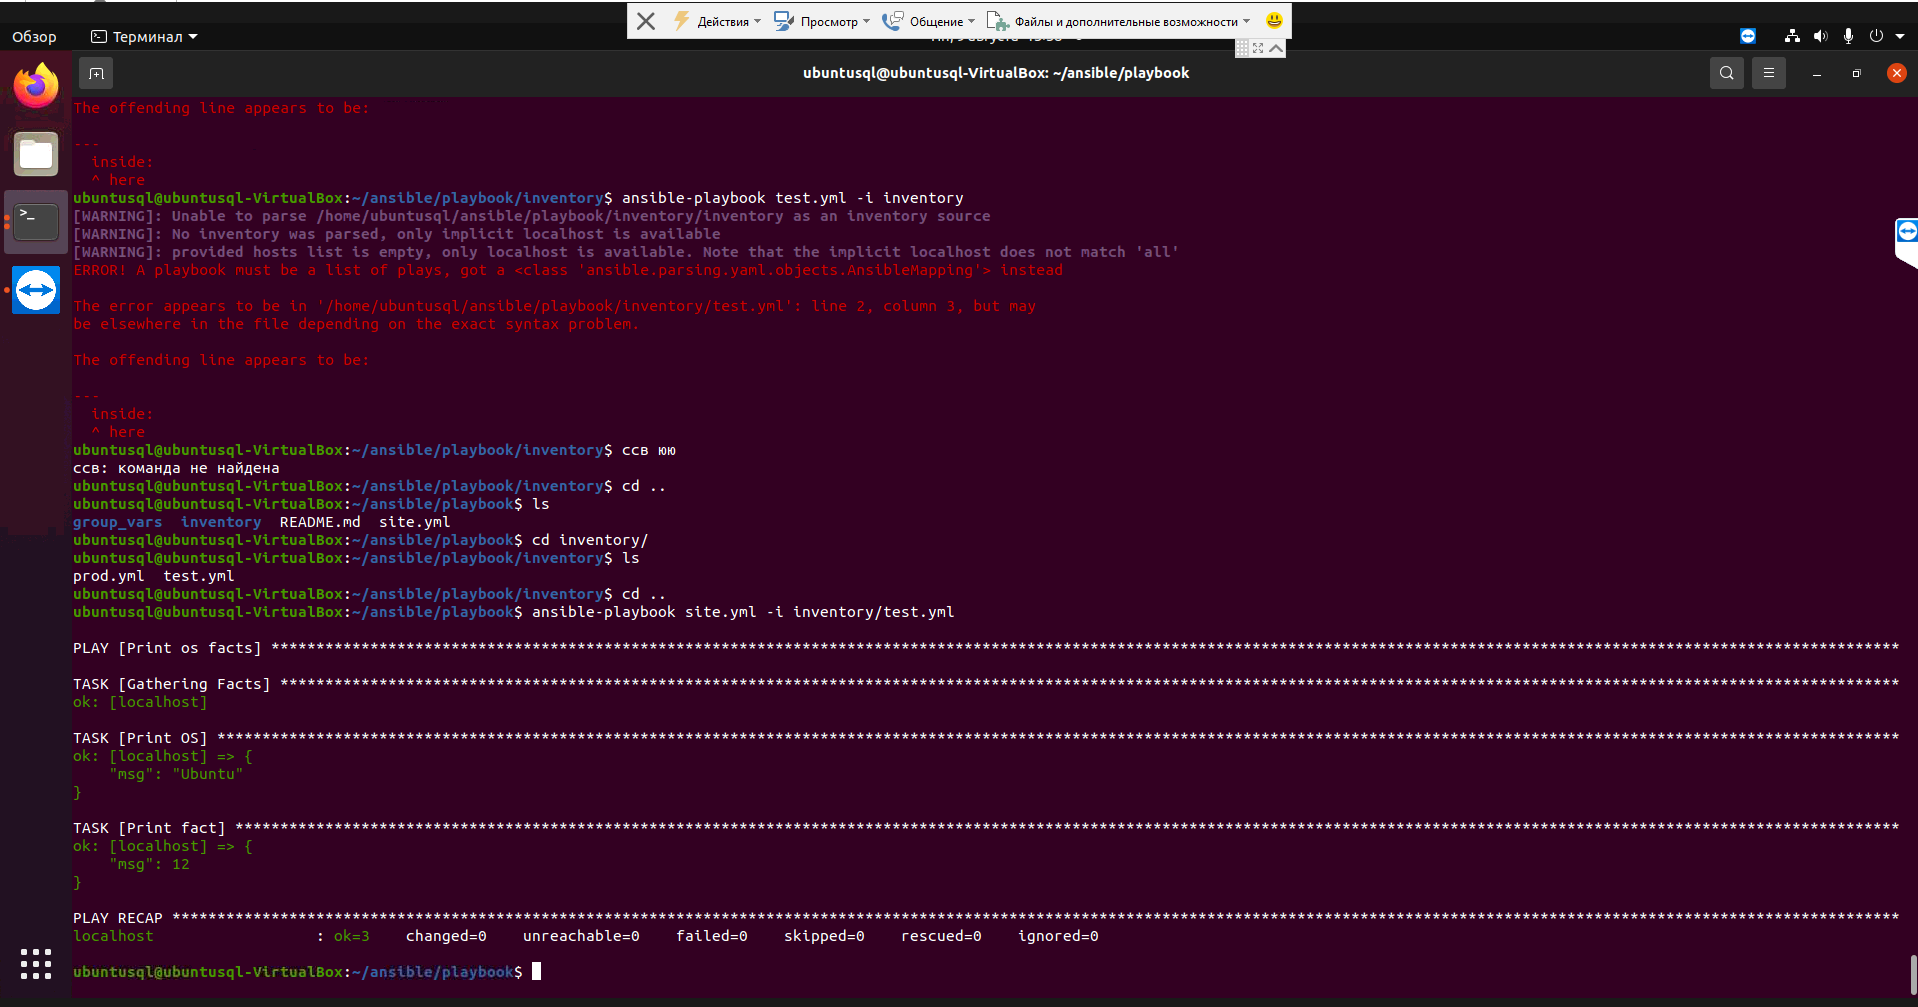 Действия Просмотр Общение Файлы и дополнительные возможности
Обзор Терминал
ubuntusql@ubuntusql-VirtualBox: ~/ansible/playbook
The offending line appears to be:
---
  inside:
  ^ here
ubuntusql@ubuntusql-VirtualBox:~/ansible/playbook/inventory$ ansible-playbook test.yml -i inventory
[WARNING]: Unable to parse /home/ubuntusql/ansible/playbook/inventory/inventory as an inventory source
[WARNING]: No inventory was parsed, only implicit localhost is available
[WARNING]: provided hosts list is empty, only localhost is available. Note that the implicit localhost does not match 'all'
ERROR! A playbook must be a list of plays, got a <class 'ansible.parsing.yaml.objects.AnsibleMapping'> instead
The error appears to be in '/home/ubuntusql/ansible/playbook/inventory/test.yml': line 2, column 3, but may
be elsewhere in the file depending on the exact syntax problem.
The offending line appears to be:
---
  inside:
  ^ here
ubuntusql@ubuntusql-VirtualBox:~/ansible/playbook/inventory$ ссв юю
ссв: команда не найдена
ubuntusql@ubuntusql-VirtualBox:~/ansible/playbook/inventory$ cd ..
ubuntusql@ubuntusql-VirtualBox:~/ansible/playbook$ ls
group_vars  inventory  README.md  site.yml
ubuntusql@ubuntusql-VirtualBox:~/ansible/playbook$ cd inventory/
ubuntusql@ubuntusql-VirtualBox:~/ansible/playbook/inventory$ ls
prod.yml  test.yml
ubuntusql@ubuntusql-VirtualBox:~/ansible/playbook/inventory$ cd ..
ubuntusql@ubuntusql-VirtualBox:~/ansible/playbook$ ansible-playbook site.yml -i inventory/test.yml
PLAY [Print os facts] ****
TASK [Gathering Facts] ****
ok: [localhost]
TASK [Print OS] ****
ok: [localhost] => {
    "msg": "Ubuntu"
}
TASK [Print fact] ****
ok: [localhost] => {
    "msg": 12
}
PLAY RECAP ****
localhost                  : ok=3    changed=0    unreachable=0    failed=0    skipped=0    rescued=0    ignored=0
ubuntusql@ubuntusql-VirtualBox:~/ansible/playbook$